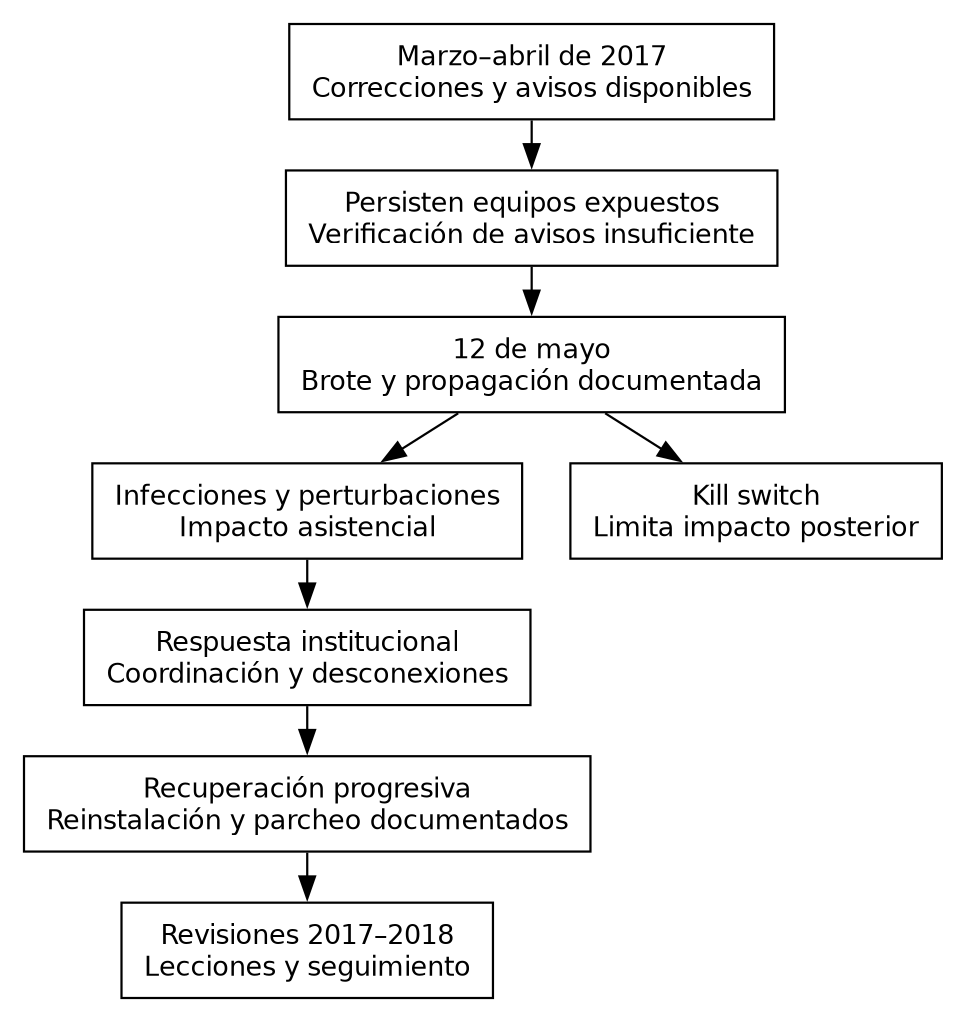 Marzo–abril de 2017
Correcciones y avisos disponibles
Persisten equipos expuestos
Verificación de avisos insuficiente
12 de mayo
Brote y propagación documentada
Infecciones y perturbaciones
Impacto asistencial
Kill switch
Limita impacto posterior
Respuesta institucional
Coordinación y desconexiones
Recuperación progresiva
Reinstalación y parcheo documentados
Revisiones 2017–2018
Lecciones y seguimiento